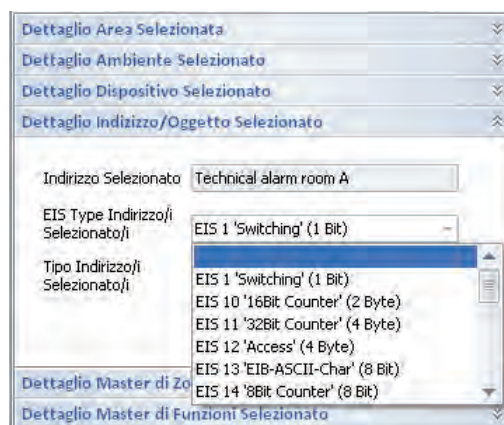 Dettaglio Area Selezionata
Dettaglio Ambiente Selezionato
Dettaglio Dispositivo Selezionato
Dettaglio Indizizzo/Oggetto Selezionato
Indirizzo Selezionato Technical alarm room A
EIS Type Indirizzo/i
Selezionato/i
EIS 1 'Switching' (1 Bit)
Tipo Indirizzo/i
Selezionato/i
EIS 1 'Switching' (1 Bit)
EIS 10 '16Bit Counter' (2 Byte)
EIS 11 '32Bit Counter' (4 Byte)
EIS 12 'Access' (4 Byte)
EIS 13 'EIB-ASCII-Char' (8 Bit)
EIS 14 '8Bit Counter' (8 Bit)
Dettaglio Master di Zo
Dettaglio Master di Funzioni Selezionato